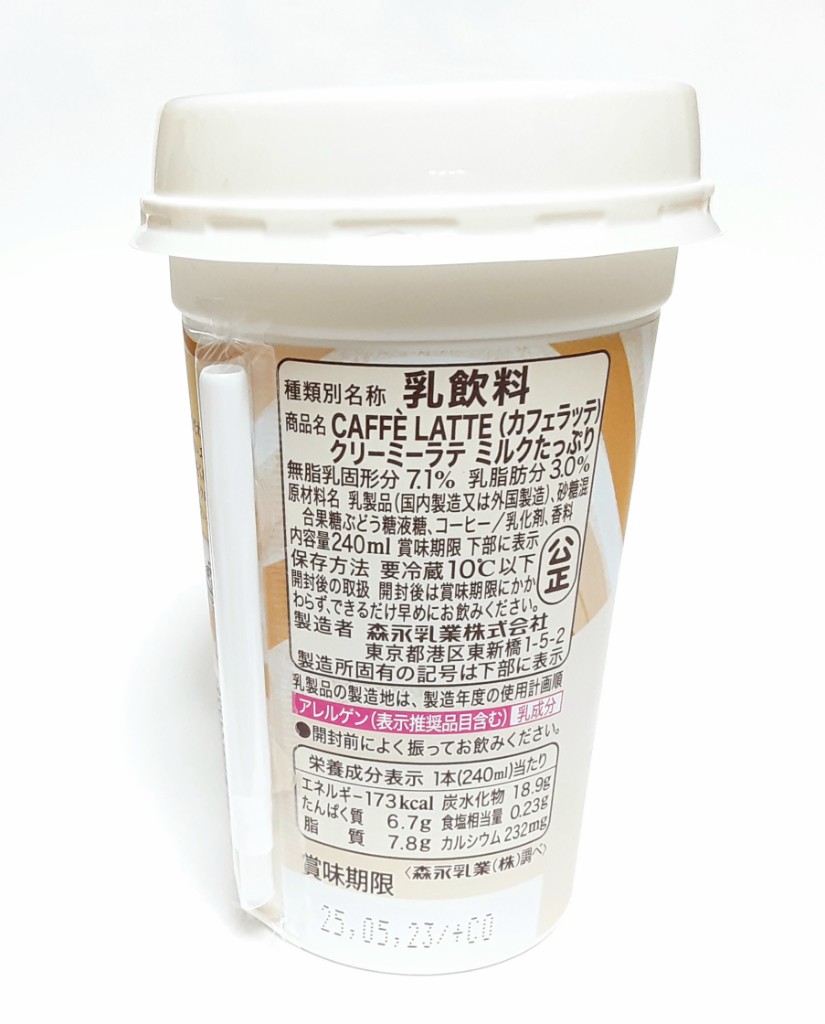 種類別名称 乳飲料
商品名 CAFFÈ LATTE (カフェラッテ)
クリーミーラテ ミルクたっぷり
無脂乳固形分 7.1% 乳脂肪分 3.0%
原材料名 乳製品(国内製造又は外国製造)、砂糖混
合果糖ぶどう糖液糖、コーヒー/乳化剤、香料
内容量240ml 賞味期限 下部に表示
保存方法 要冷蔵10℃以下
開封後の取扱 開封後は賞味期限にかか
わらず、できるだけ早めにお飲みください。
公正
製造者 森永乳業株式会社
東京都港区東新橋1-5-2
製造所固有の記号は下部に表示
乳製品の製造地は、製造年度の使用計画順
アレルゲン(表示推奨品目含む) 乳成分
●開封前によく振ってお飲みください。
栄養成分表示 1本(240ml)当たり
エネルギー173kcal 炭水化物 18.9g
たんぱく質 6.7g 食塩相当量 0.23g
脂質 7.8g カルシウム 232mg
〈森永乳業(株)調べ〉
賞味期限
25,05,23/+CO